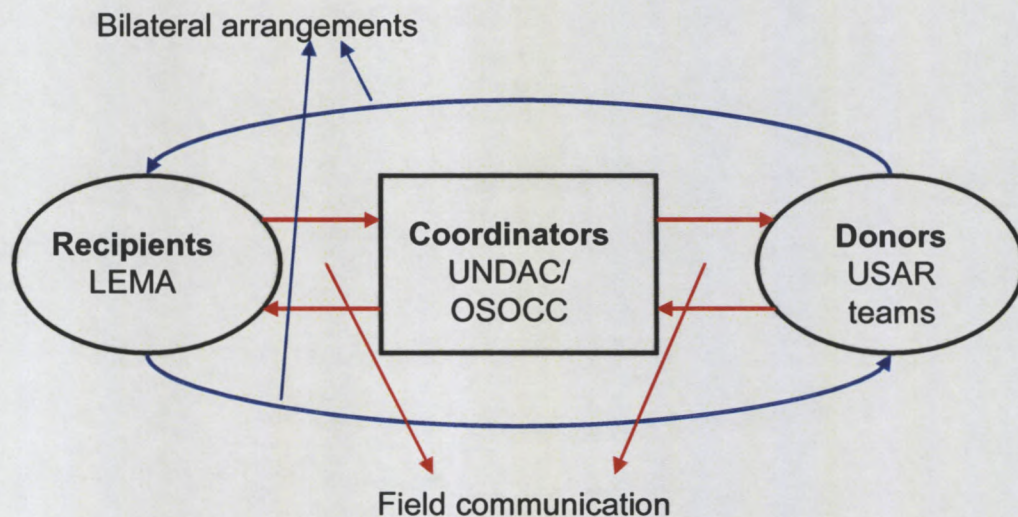 Bilateral arrangements
Recipients
LEMA
Coordinators
UNDAC/
OSOCC
Donors
USAR
teams
Field communication